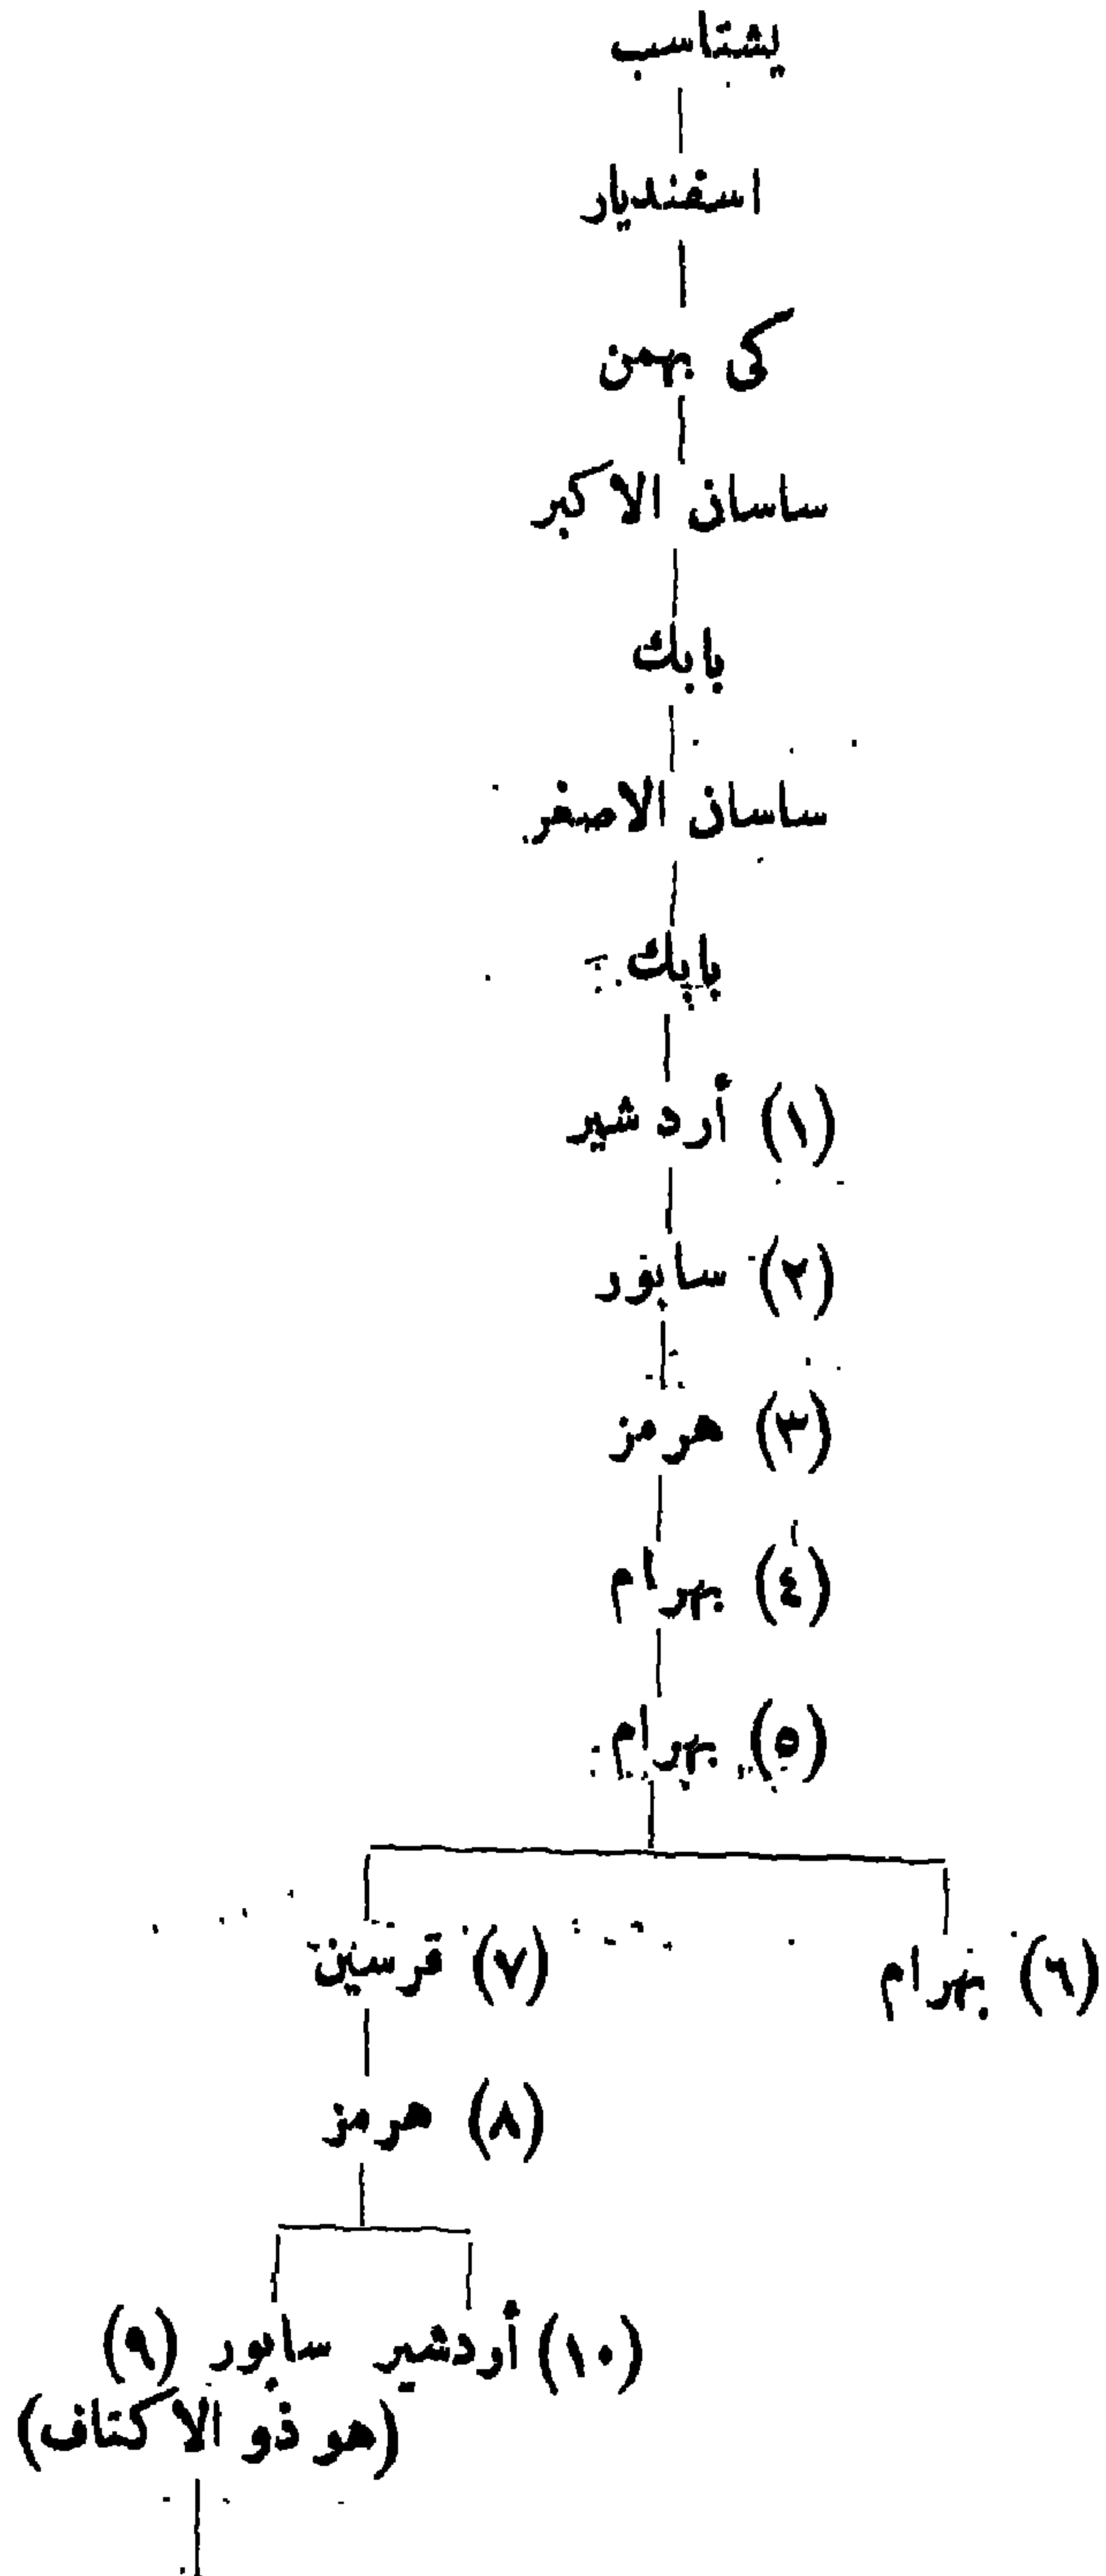 يشتاسب
اسفنديار
كى بهمن
ساسان الاكبر
بابك
ساسان الاصغر
بابك
(١) أردشير
(٢) سابور
(٣) هرمز
(٤) بهرام
(٥) بهرام
(٦) بهرام
(٧) قرسين
(٨) هرمز
(١٠) أردشير سابور (٩)
(هو ذو الاكتاف)